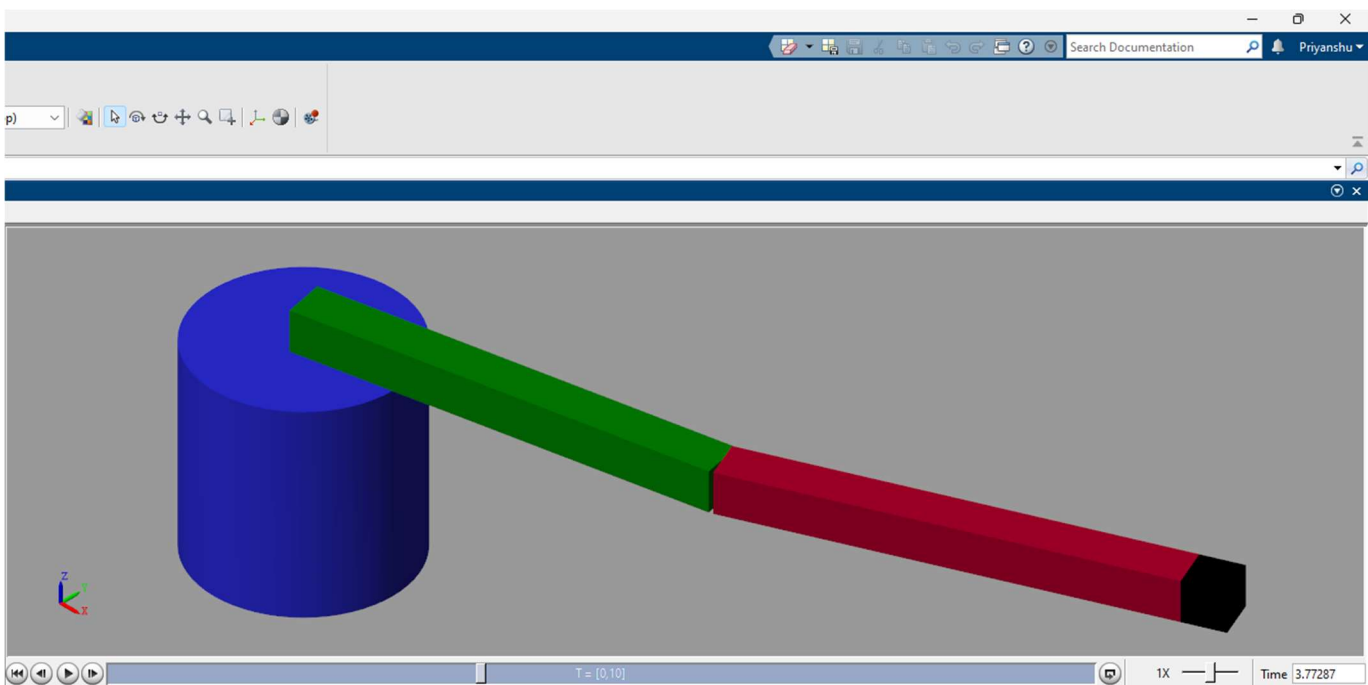 Search Documentation
Priyanshu
p)
Z
Y
X
T = [0,10]
1X
Time 3.77287